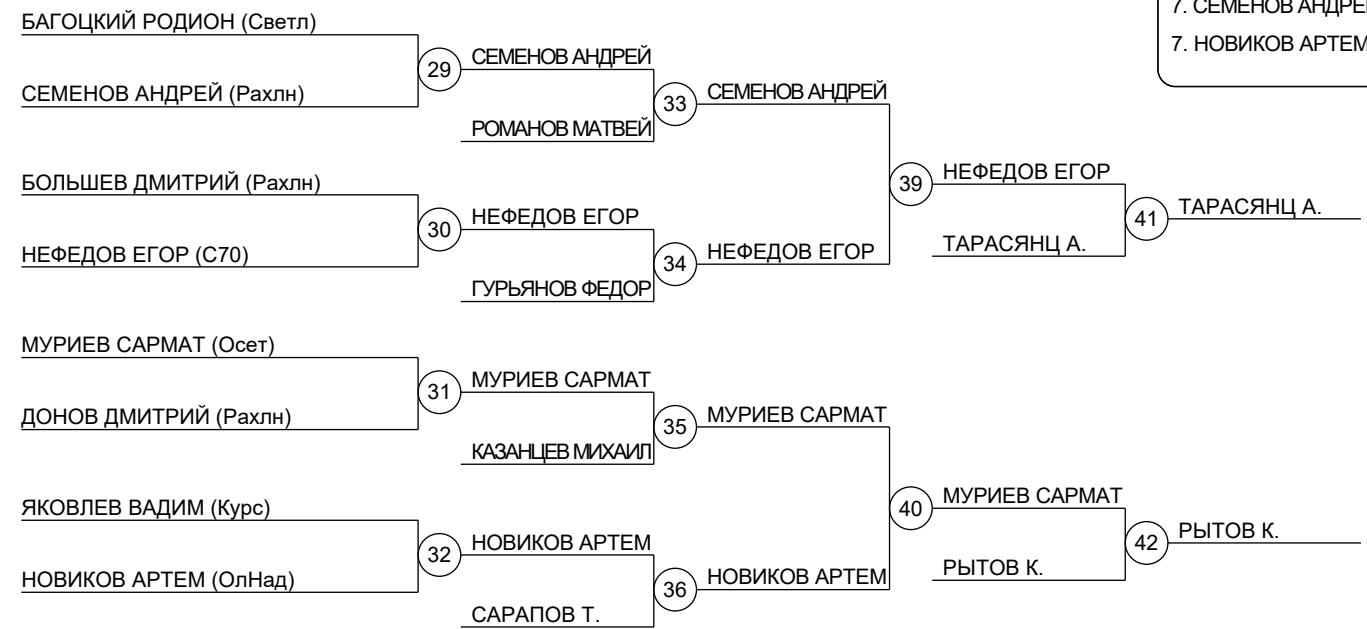 7. СЕМЕНОВ АНДРЕЙ
7. НОВИКОВ АРТЕМ
БАГОЦКИЙ РОДИОН (Светл)
29
СЕМЕНОВ АНДРЕЙ
СЕМЕНОВ АНДРЕЙ (Рахлн)
33
СЕМЕНОВ АНДРЕЙ
РОМАНОВ МАТВЕЙ
БОЛЬШЕВ ДМИТРИЙ (Рахлн)
39
НЕФЕДОВ ЕГОР
30
НЕФЕДОВ ЕГОР
41
ТАРАСЯНЦ А.
НЕФЕДОВ ЕГОР (С70)
34
НЕФЕДОВ ЕГОР
ТАРАСЯНЦ А.
ГУРЬЯНОВ ФЕДОР
МУРИЕВ САРМАТ (Осет)
31
МУРИЕВ САРМАТ
ДОНОВ ДМИТРИЙ (Рахлн)
35
МУРИЕВ САРМАТ
КАЗАНЦЕВ МИХАИЛ
ЯКОВЛЕВ ВАДИМ (Курс)
40
МУРИЕВ САРМАТ
32
НОВИКОВ АРТЕМ
42
РЫТОВ К.
НОВИКОВ АРТЕМ (ОлНад)
36
НОВИКОВ АРТЕМ
РЫТОВ К.
САРАПОВ Т.